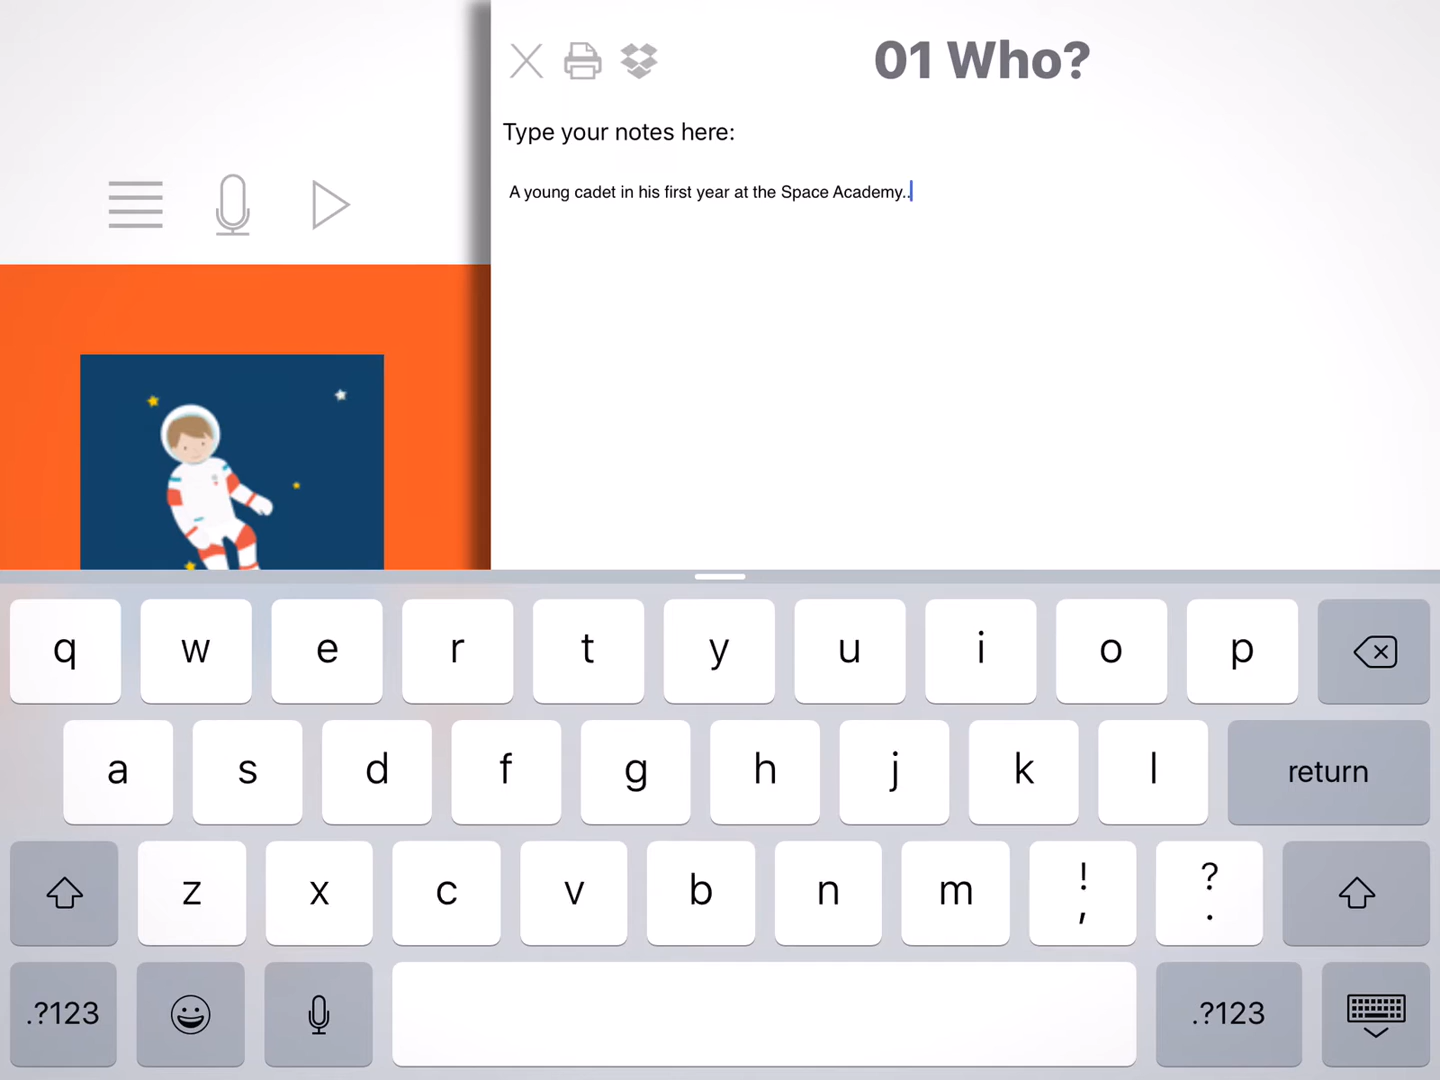 01 Who?
Type your notes here:
A young cadet in his first year at the Space Academy..
q w e r t y u i o p
a s d f g h j k l return
z x c v b n m ! , ? .
.?123 .?123